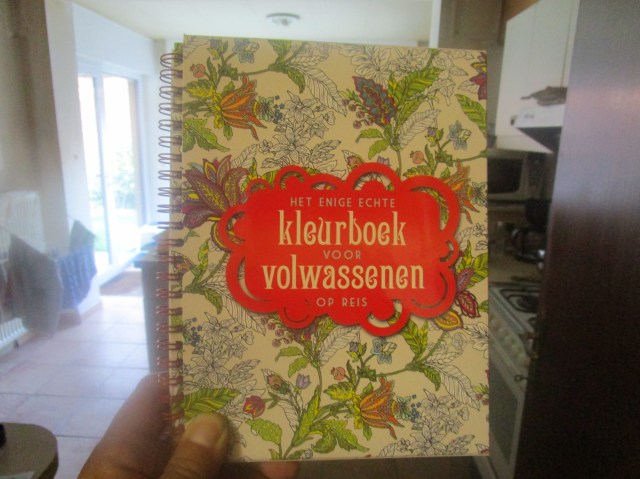 HET ENIGE ECHTE
kleurboek
VOOR
volwassenen
OP REIS